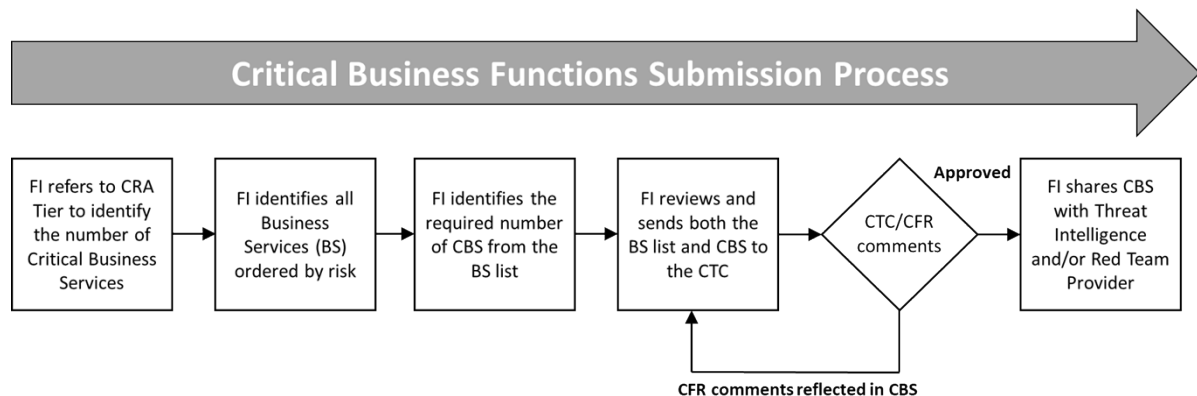 Critical Business Functions Submission Process
FI refers to CRA
Tier to identify
the number of
Critical Business
Services
FI identifies all
Business
Services (BS)
ordered by risk
FI identifies the
required number
of CBS from the
BS list
FI reviews and
sends both the
BS list and CBS to
the CTC
CTC/CFR
comments
Approved
FI shares CBS
with Threat
Intelligence
and/or Red Team
Provider
CFR comments reflected in CBS